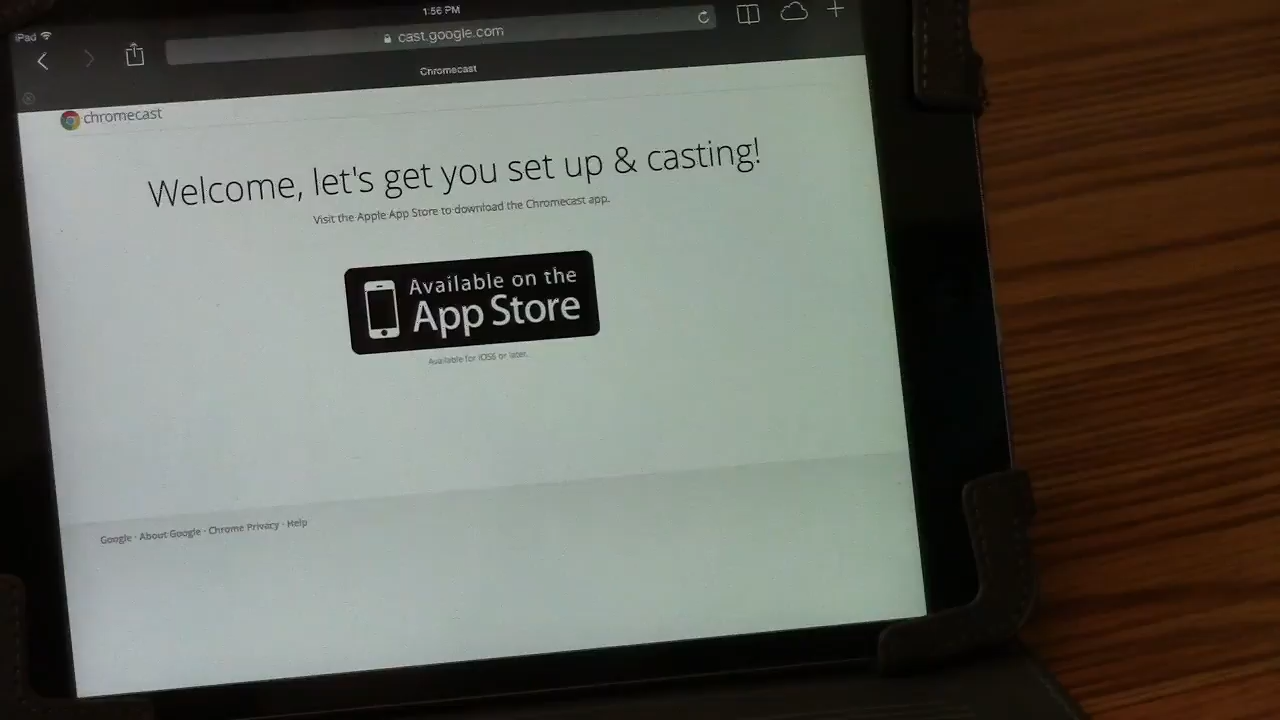 1:56 PM
iPad
cast.google.com
Chromecast
chromecast
Welcome, let's get you set up & casting!
Visit the Apple App Store to download the Chromecast app.
Available on the
App Store
Available for iOS6 or later.
Google · About Google · Chrome Privacy · Help